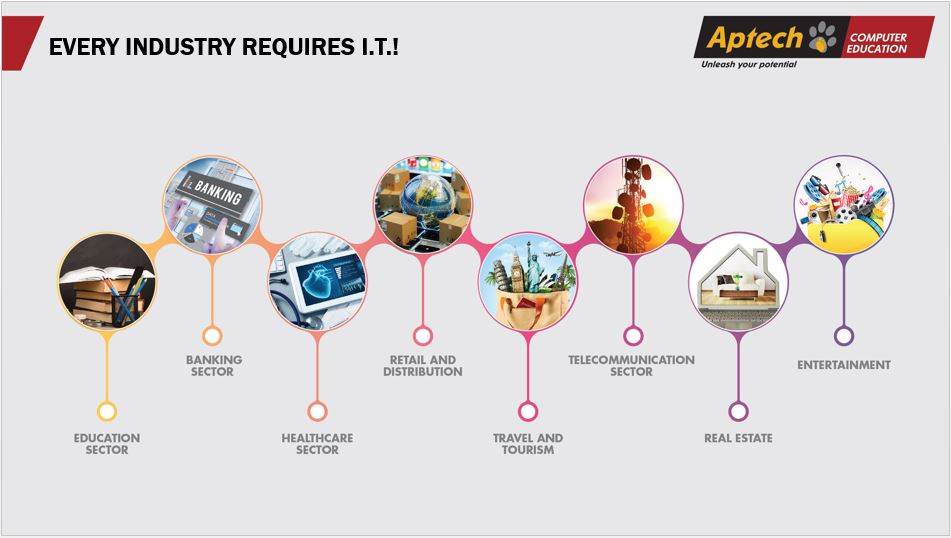 EVERY INDUSTRY REQUIRES I.T.!
Aptech
COMPUTER
EDUCATION
Unleash your potential
BANKING
DATA
BANKING
SECTOR
RETAIL AND
DISTRIBUTION
TELECOMMUNICATION
SECTOR
ENTERTAINMENT
EDUCATION
SECTOR
HEALTHCARE
SECTOR
TRAVEL AND
TOURISM
REAL ESTATE